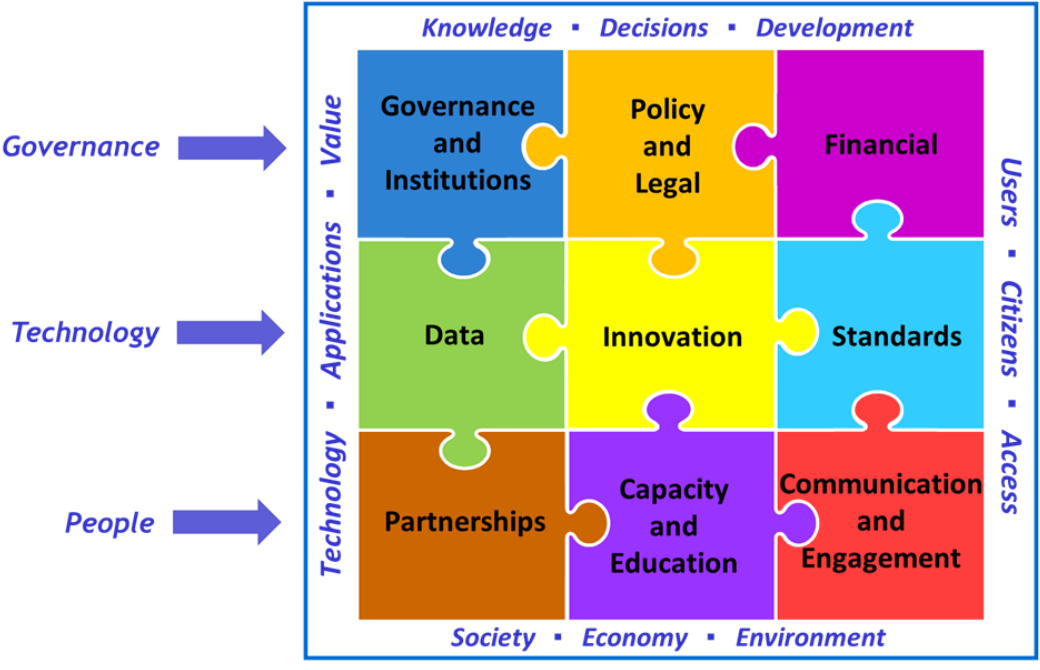 Knowledge ▪ Decisions ▪ Development
Governance
Technology
People
Technology ▪ Applications ▪ Value
Governance
and
Institutions
Policy
and
Legal
Financial
Data
Innovation
Standards
Partnerships
Capacity
and
Education
Communication
and
Engagement
Users ▪ Citizens ▪ Access
Society ▪ Economy ▪ Environment